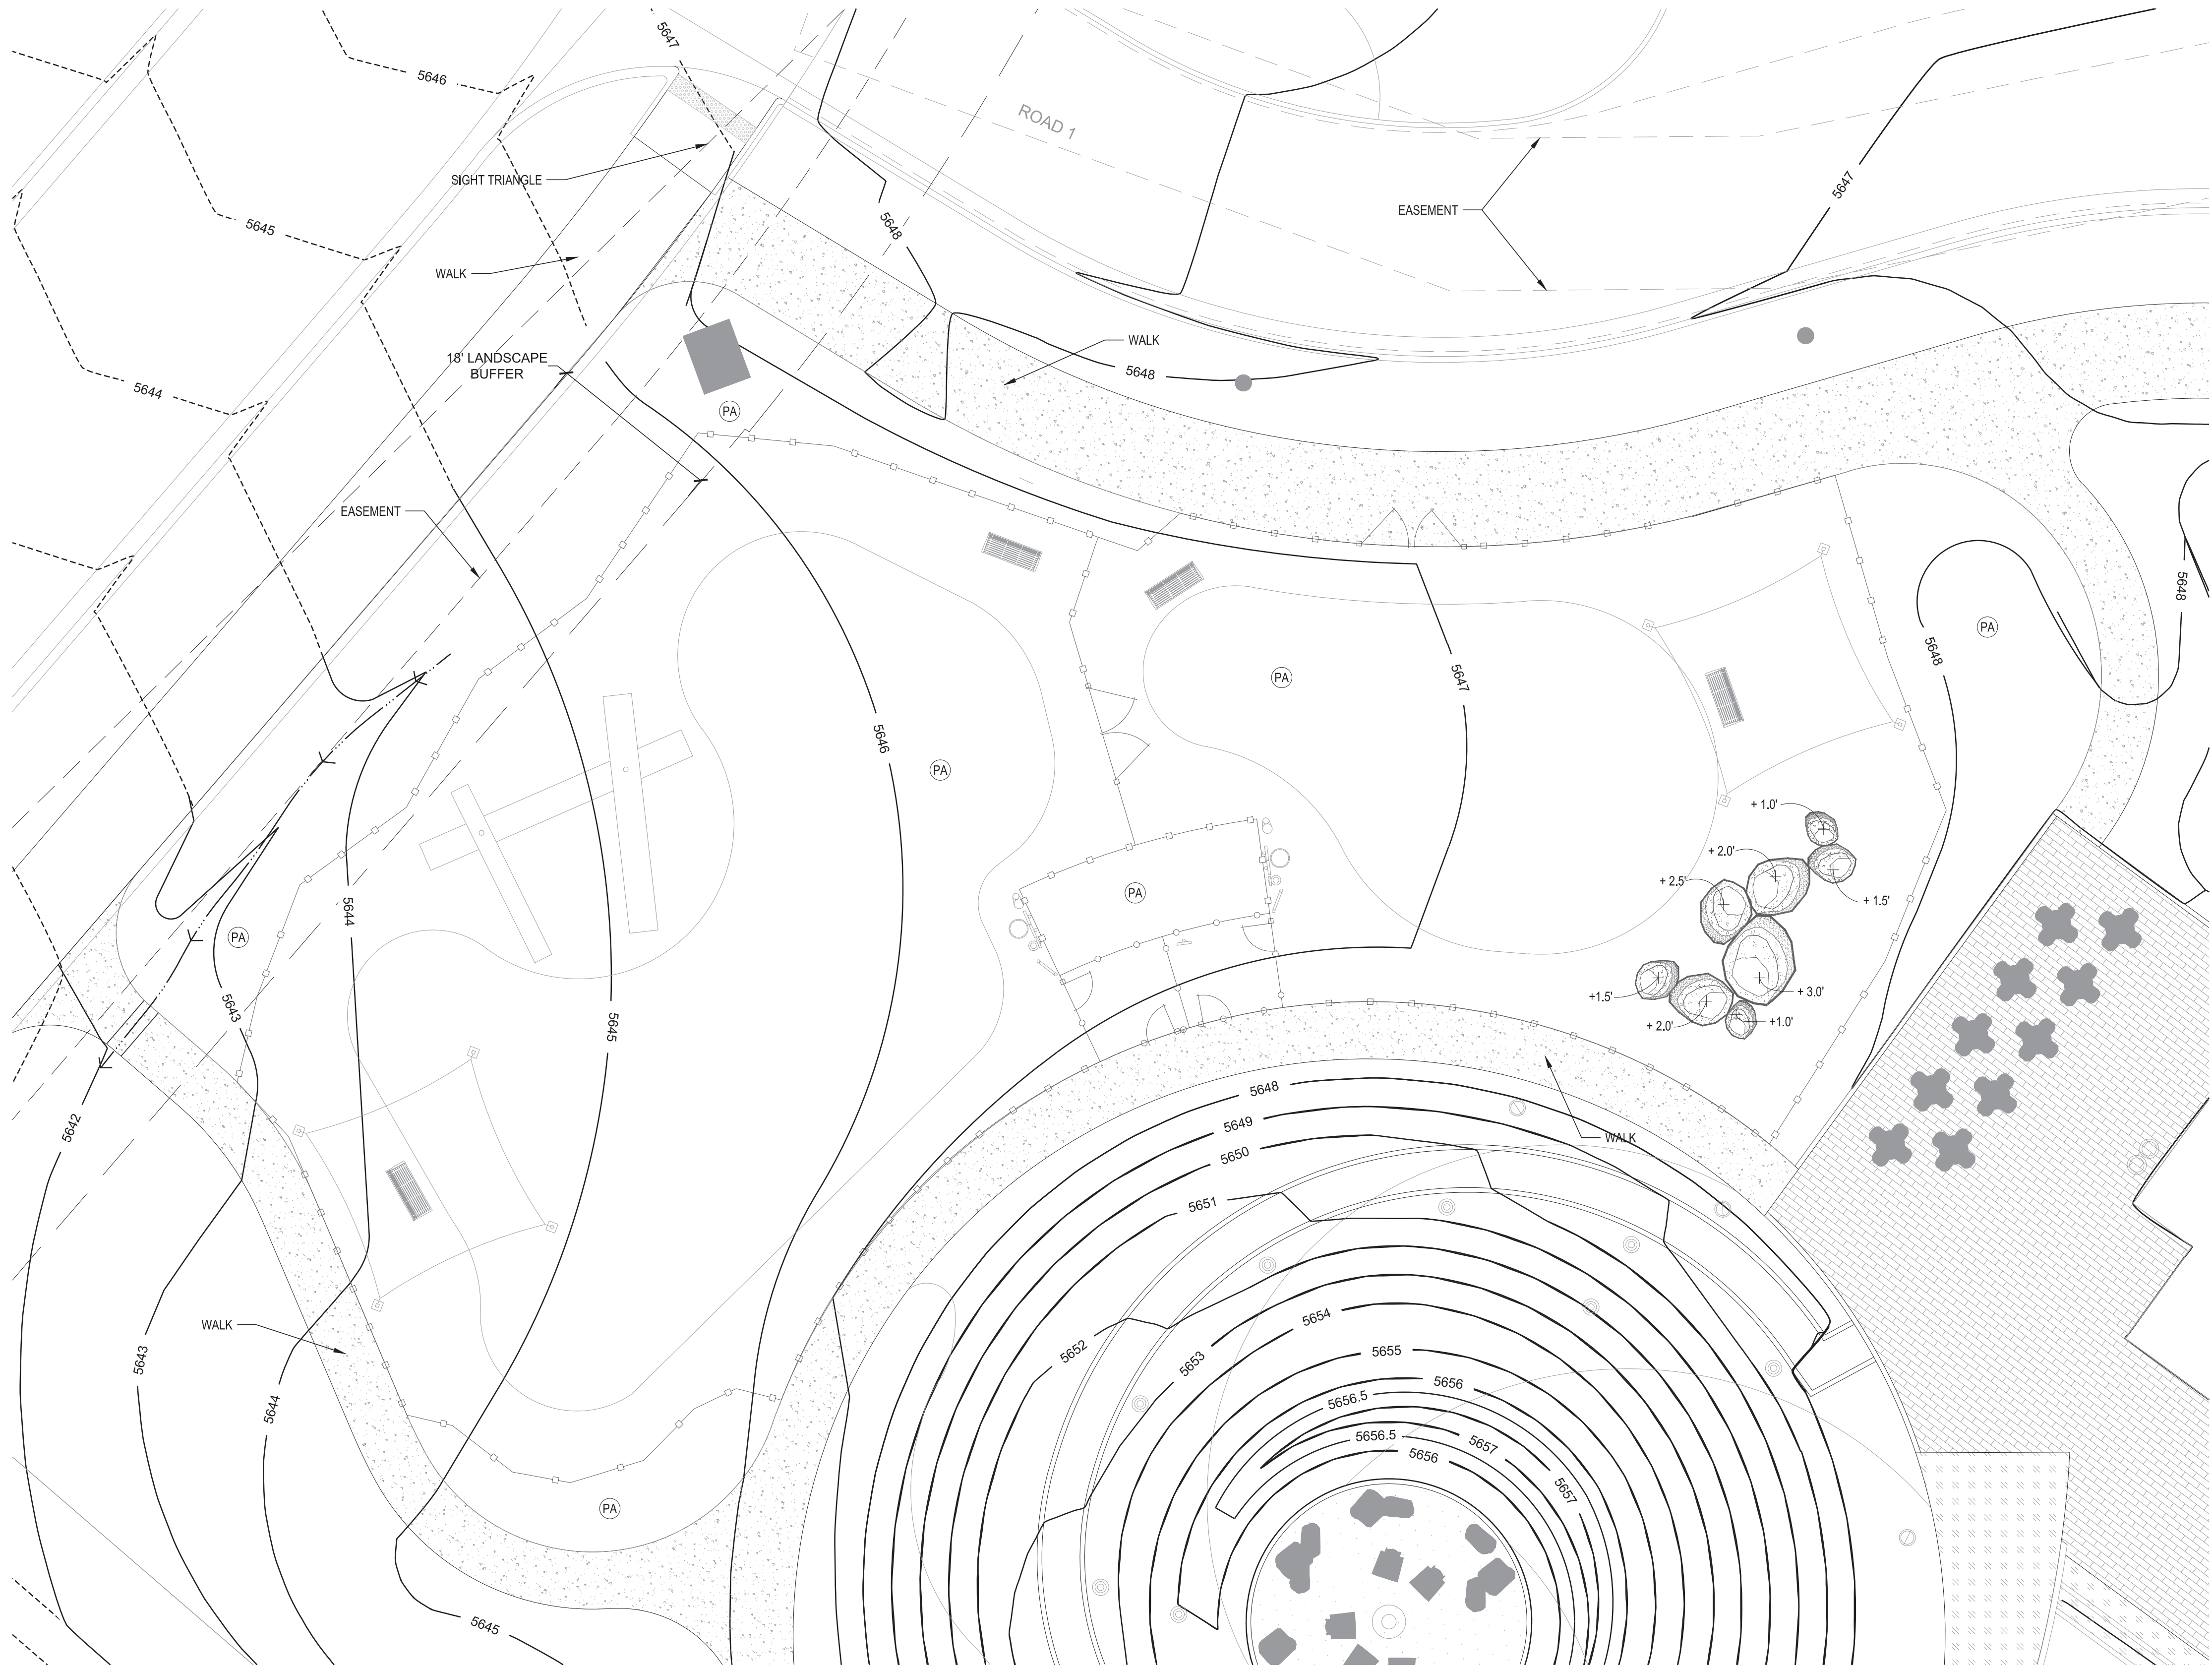 5647
5646
ROAD 1
SIGHT TRIANGLE
5647
EASEMENT
5645
5648
WALK
WALK
18' LANDSCAPE
BUFFER
5648
5644
PA
EASEMENT
5648
PA
5648
PA
5647
5646
PA
+ 1.0'
+ 2.0'
+ 2.5'
PA
+ 1.5'
5644
PA
+ 3.0'
+1.5'
5643
+1.0'
+ 2.0'
5645
5648
5649
5642
WALK
5650
5651
WALK
5654
5652
5655
5643
5653
5656
5656.5
5644
5656.5
5657
5656
5657
PA
5645